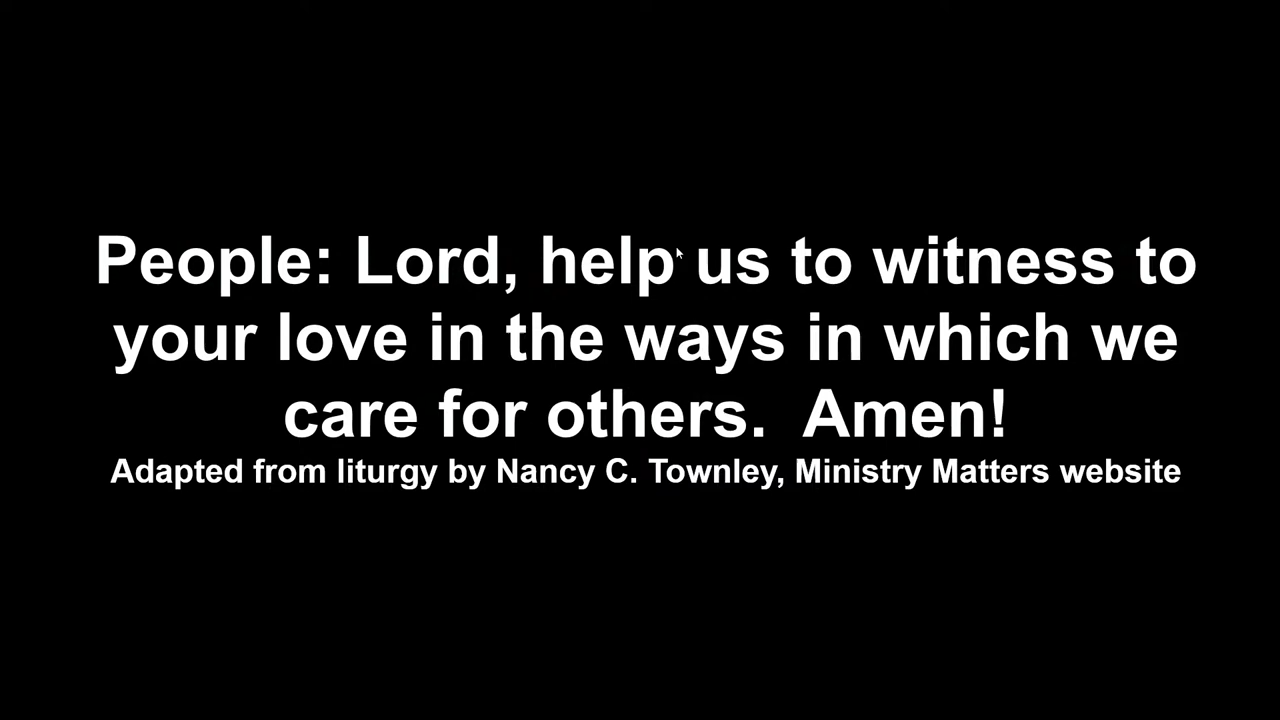 People: Lord, help us to witness to
your love in the ways in which we
care for others.  Amen!
Adapted from liturgy by Nancy C. Townley, Ministry Matters website